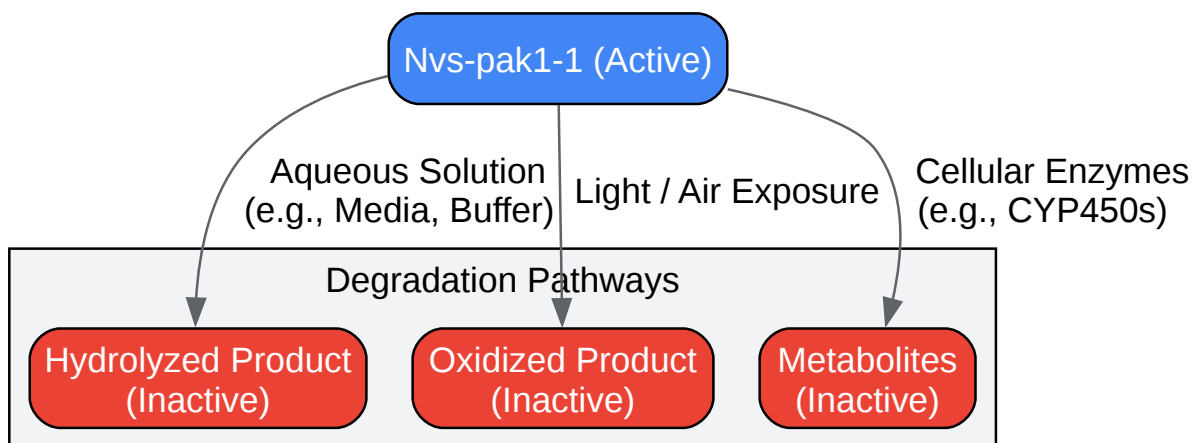 Nvs-pak1-1 (Active)
Aqueous Solution
(e.g., Media, Buffer)
Light / Air Exposure
Cellular Enzymes
(e.g., CYP450s)
Degradation Pathways
Hydrolyzed Product
(Inactive)
Oxidized Product
(Inactive)
Metabolites
(Inactive)